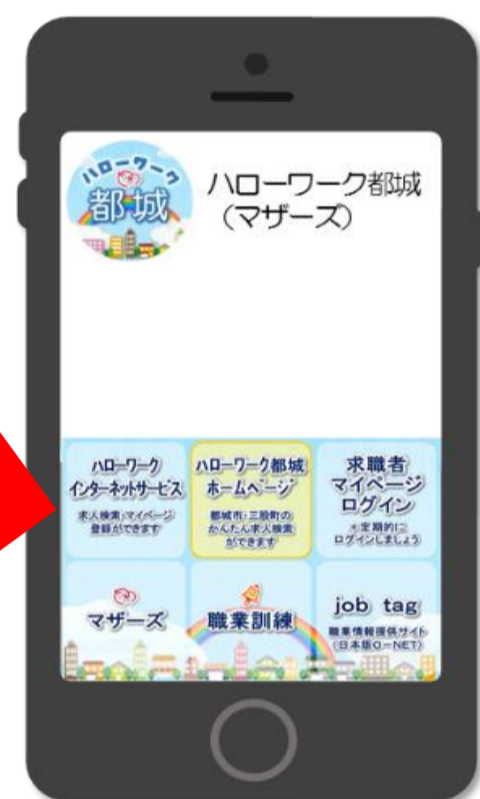 ハローワーク
都城
ハローワーク都城
（マザーズ）
ハローワーク
インターネットサービス
求人検索・マイページ
登録ができます
ハローワーク都城
ホームページ
都城市・三股町の
かんたん求人検索
ができます
求職者
マイページ
ログイン
＊定期的に
ログインしましょう
マザーズ
職業訓練
job tag
職業情報提供サイト
(日本版O-NET)